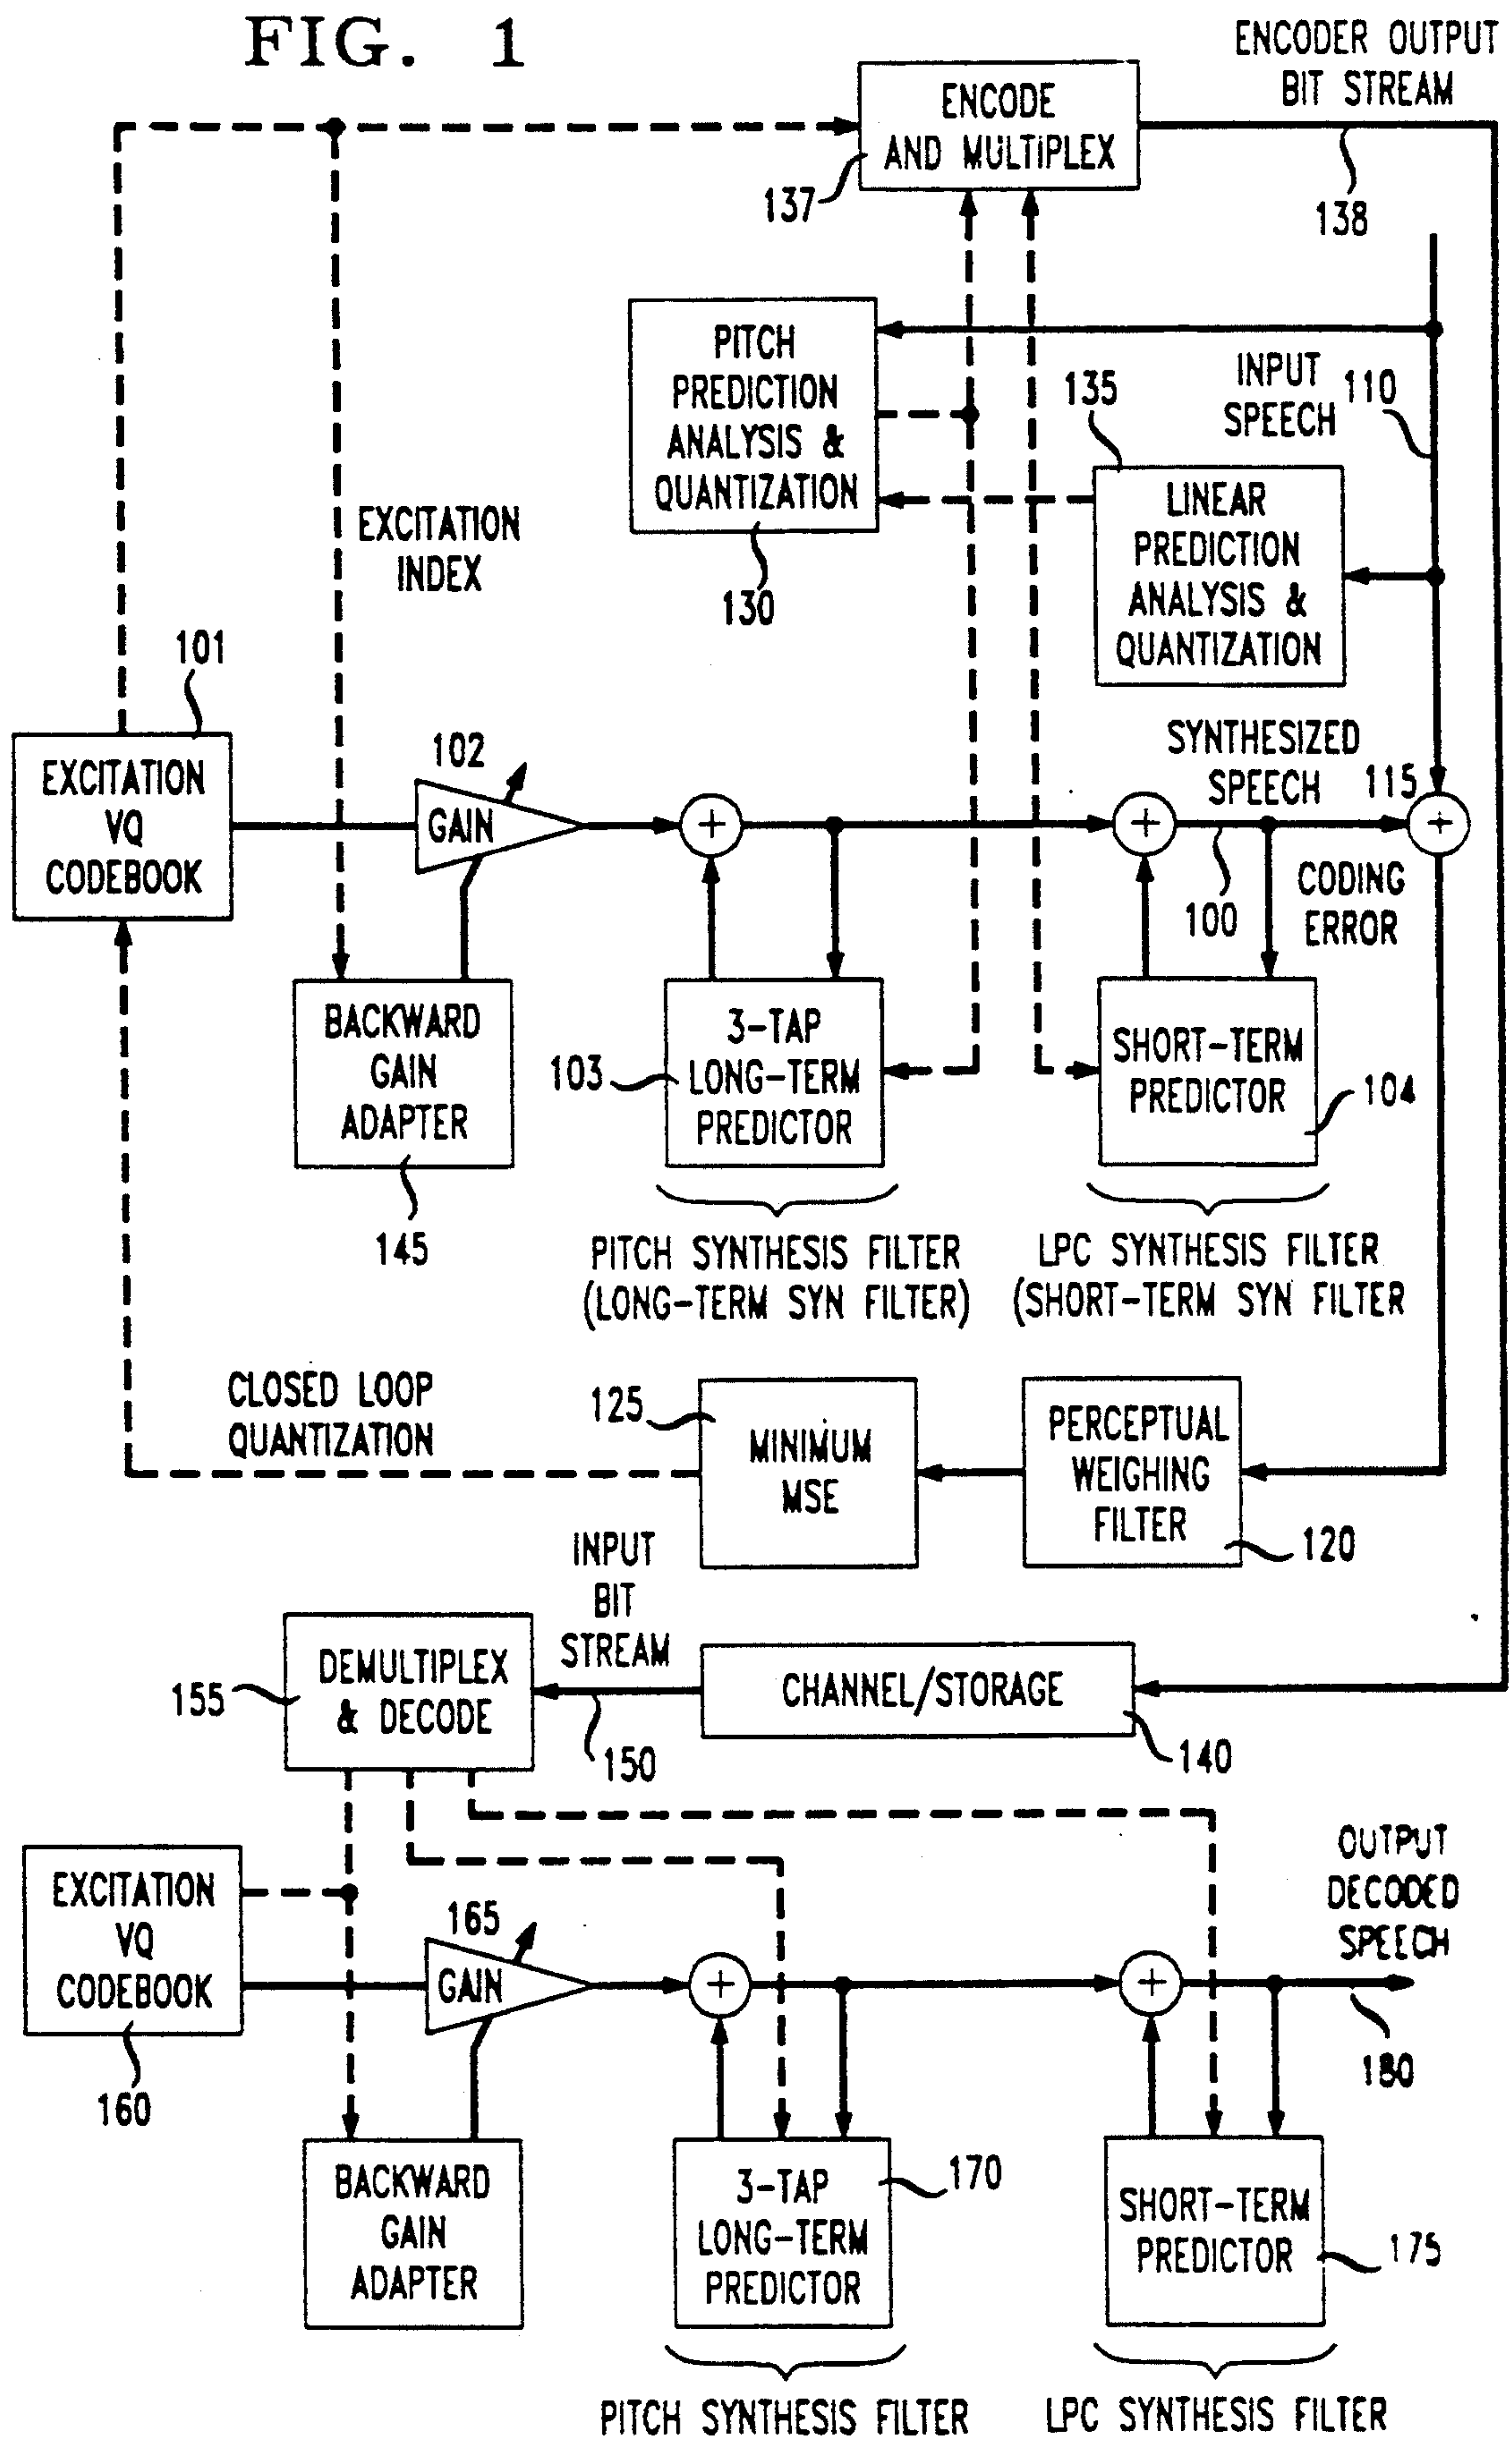 FIG. 1
ENCODER OUTPUT
BIT STREAM
ENCODE
AND MULTIPLEX
137
138
PITCH
PREDICTION
ANALYSIS &
QUANTIZATION
130
INPUT
SPEECH
110
135
LINEAR
PREDICTION
ANALYSIS &
QUANTIZATION
EXCITATION
INDEX
101
EXCITATION
VQ
CODEBOOK
102
GAIN
+
+
SYNTHESIZED
SPEECH
115
+
100
CODING
ERROR
BACKWARD
GAIN
ADAPTER
145
103
3-TAP
LONG-TERM
PREDICTOR
SHORT-TERM
PREDICTOR
104
PITCH SYNTHESIS FILTER
(LONG-TERM SYN FILTER)
LPC SYNTHESIS FILTER
(SHORT-TERM SYN FILTER
CLOSED LOOP
QUANTIZATION
125
MINIMUM
MSE
PERCEPTUAL
WEIGHING
FILTER
120
INPUT
BIT
STREAM
155
DEMULTIPLEX
& DECODE
150
CHANNEL/STORAGE
140
EXCITATION
VQ
CODEBOOK
160
165
GAIN
+
+
OUTPUT
DECODED
SPEECH
180
BACKWARD
GAIN
ADAPTER
3-TAP
LONG-TERM
PREDICTOR
170
SHORT-TERM
PREDICTOR
175
PITCH SYNTHESIS FILTER
LPC SYNTHESIS FILTER